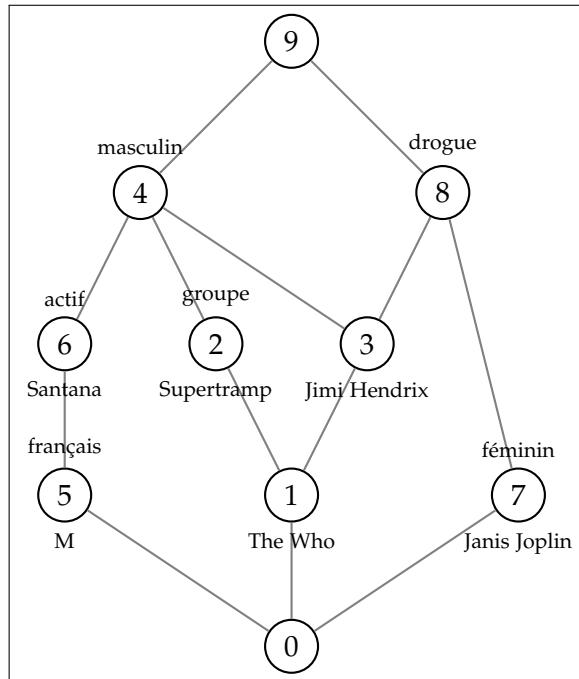 9
masculin
drogue
4
8
actif
groupe
6
2
3
Santana
Supertramp
Jimi Hendrix
français
féminin
5
1
7
M
The Who
Janis Joplin
0